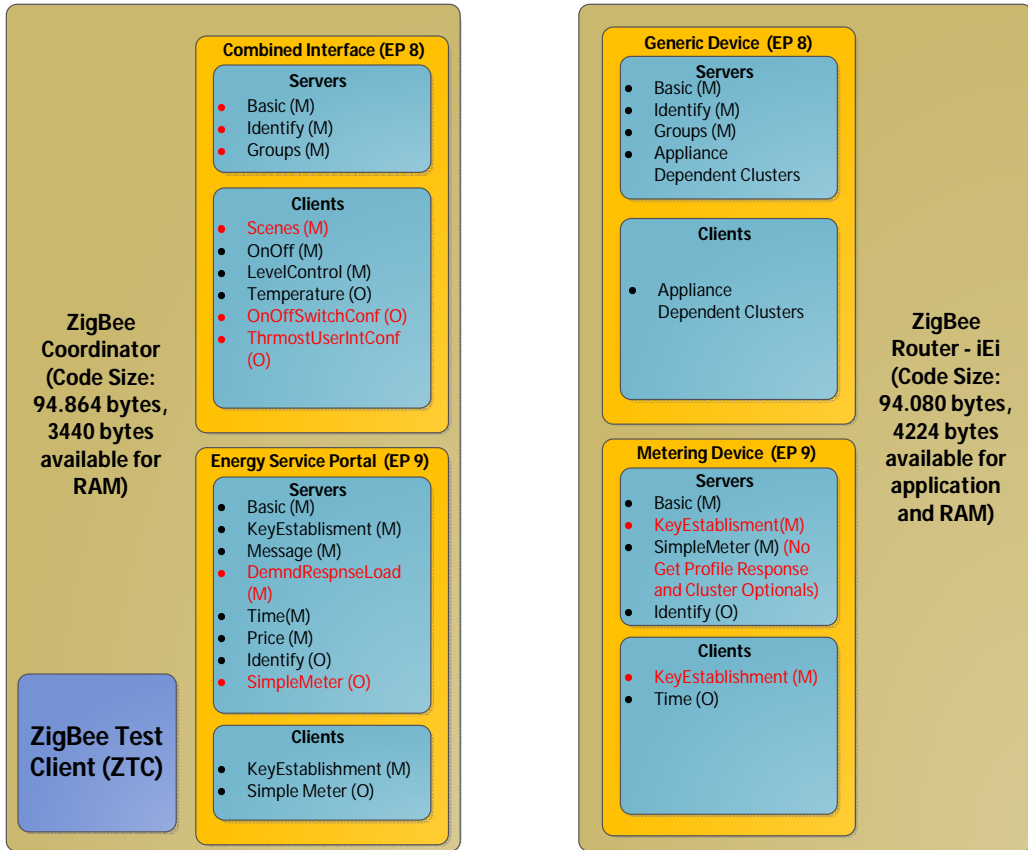 Combined Interface (EP 8)
Servers
• Basic (M)
• Identify (M)
• Groups (M)
Clients
• Scenes (M)
• OnOff (M)
• LevelControl (M)
• Temperature (O)
• OnOffSwitchConf (O)
• ThrmostUserIntConf
(O)
ZigBee
Coordinator
(Code Size:
94.864 bytes,
3440 bytes
available for
RAM)
Energy Service Portal (EP 9)
Servers
• Basic (M)
• KeyEstablisment (M)
• Message (M)
• DemndRespnseLoad
(M)
• Time(M)
• Price (M)
• Identify (O)
• SimpleMeter (O)
Clients
• KeyEstablishment (M)
• Simple Meter (O)
ZigBee Test
Client (ZTC)
Generic Device (EP 8)
Servers
• Basic (M)
• Identify (M)
• Groups (M)
• Appliance
Dependent Clusters
Clients
• Appliance
Dependent Clusters
Metering Device (EP 9)
Servers
• Basic (M)
• KeyEstablisment(M)
• SimpleMeter (M) (No
Get Profile Response
and Cluster Optionals)
• Identify (O)
Clients
• KeyEstablishment (M)
• Time (O)
ZigBee
Router - iEi
(Code Size:
94.080 bytes,
4224 bytes
available for
application
and RAM)